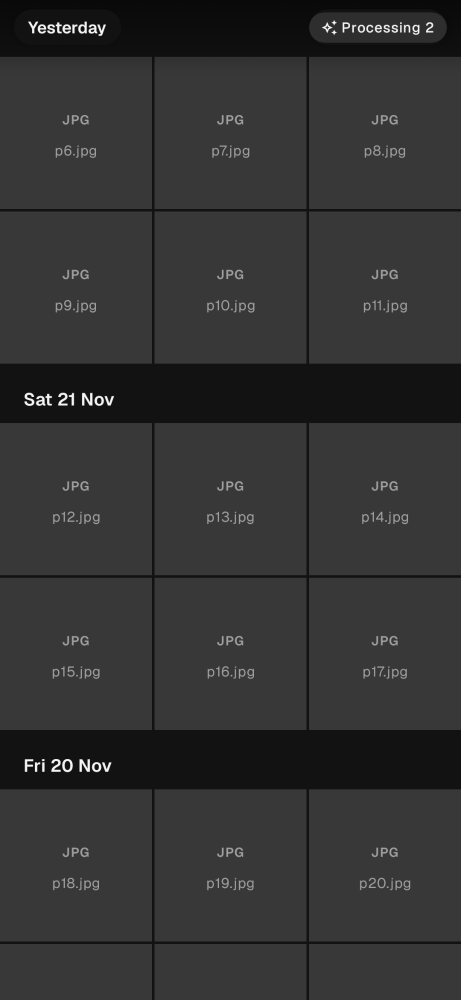 Yesterday
Processing 2
JPG JPG JPG
p6.jpg p7.jpg p8.jpg
JPG JPG JPG
p9.jpg p10.jpg p11.jpg
Sat 21 Nov
JPG JPG JPG
p12.jpg p13.jpg p14.jpg
JPG JPG JPG
p15.jpg p16.jpg p17.jpg
Fri 20 Nov
JPG JPG JPG
p18.jpg p19.jpg p20.jpg